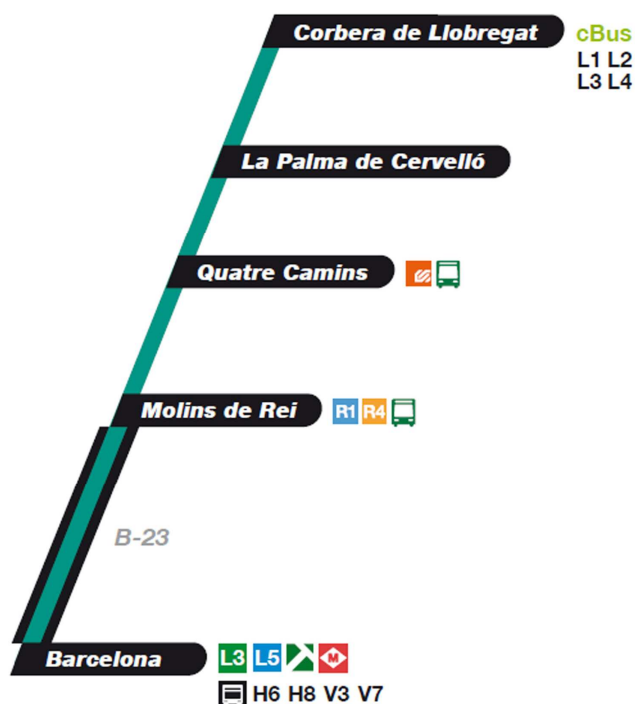 Corbera de Llobregat cBus
L1 L2
L3 L4
La Palma de Cervelló
Quatre Camins
Molins de Rei R1 R4
B-23
Barcelona L3 L5 M
H6 H8 V3 V7